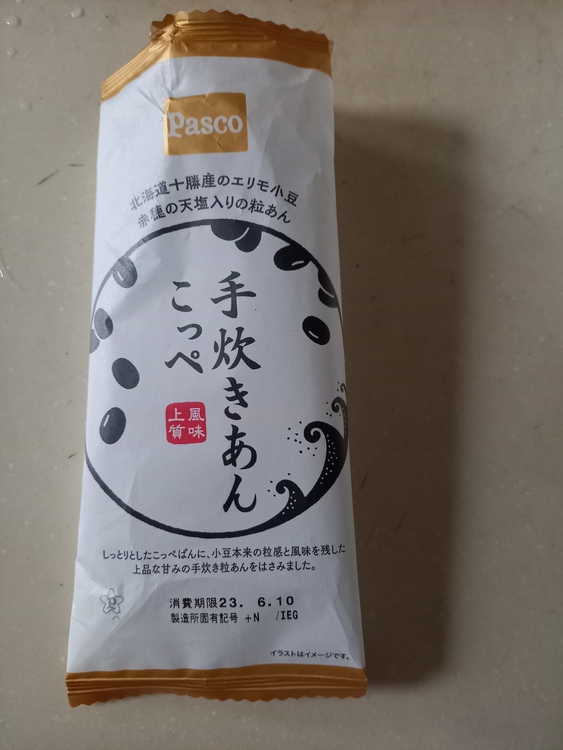 Pasco
北海道十勝産のエリモ小豆
赤穂の天塩入りの粒あん
手炊きあん
こっぺ
風味
上質
しっとりとしたこっぺぱんに、小豆本来の粒感と風味を残した
上品な甘みの手炊き粒あんをはさみました。
消費期限23. 6.10
製造所固有記号 +N /IEG
イラストはイメージです。